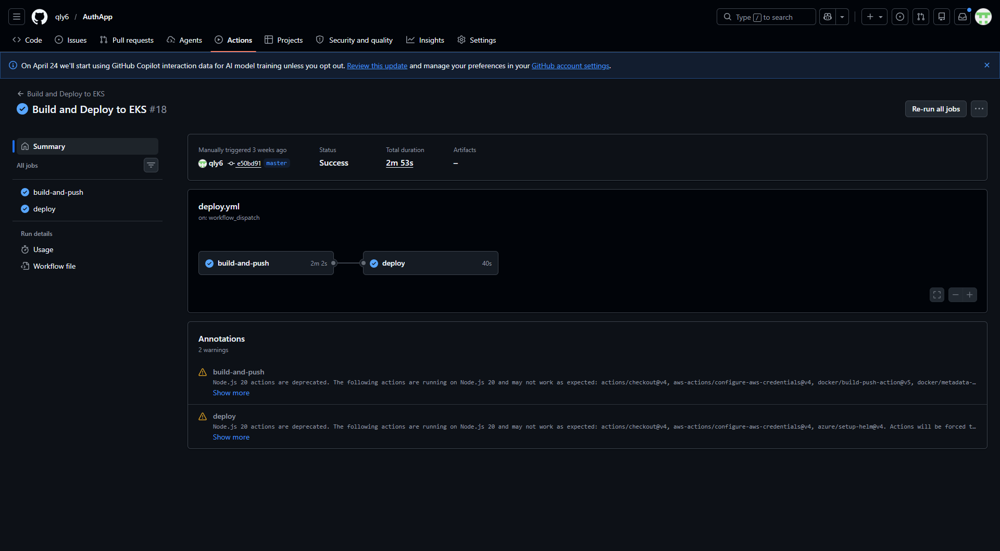 qly6 / AuthApp
Type / to search
Code
Issues
Pull requests
Agents
Actions
Projects
Security and quality
Insights
Settings
On April 24 we'll start using GitHub Copilot interaction data for AI model training unless you opt out. Review this update and manage your preferences in your GitHub account settings.
Build and Deploy to EKS
Build and Deploy to EKS #18
Re-run all jobs
Summary
All jobs
build-and-push
deploy
Run details
Usage
Workflow file
Manually triggered 3 weeks ago
qly6 e50bd91 master
Status
Success
Total duration
2m 53s
Artifacts
–
deploy.yml
on: workflow_dispatch
build-and-push 2m 2s
deploy 40s
Annotations
2 warnings
build-and-push
Node.js 20 actions are deprecated. The following actions are running on Node.js 20 and may not work as expected: actions/checkout@v4, aws-actions/configure-aws-credentials@v4, docker/build-push-action@v5, docker/metadata-…
Show more
deploy
Node.js 20 actions are deprecated. The following actions are running on Node.js 20 and may not work as expected: actions/checkout@v4, aws-actions/configure-aws-credentials@v4, azure/setup-helm@v4. Actions will be forced t…
Show more